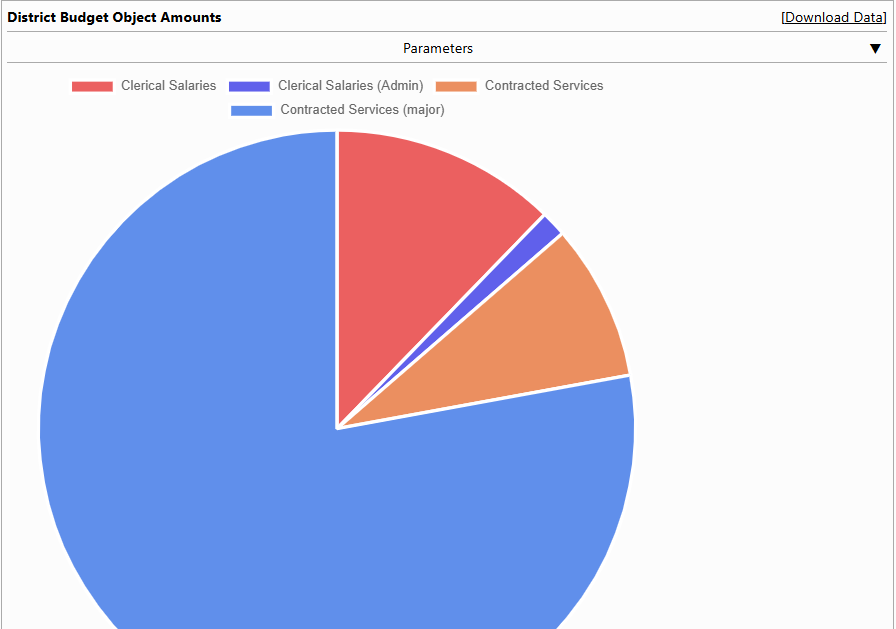 District Budget Object Amounts [Download Data]
Parameters ▼
Clerical Salaries Clerical Salaries (Admin) Contracted Services
Contracted Services (major)